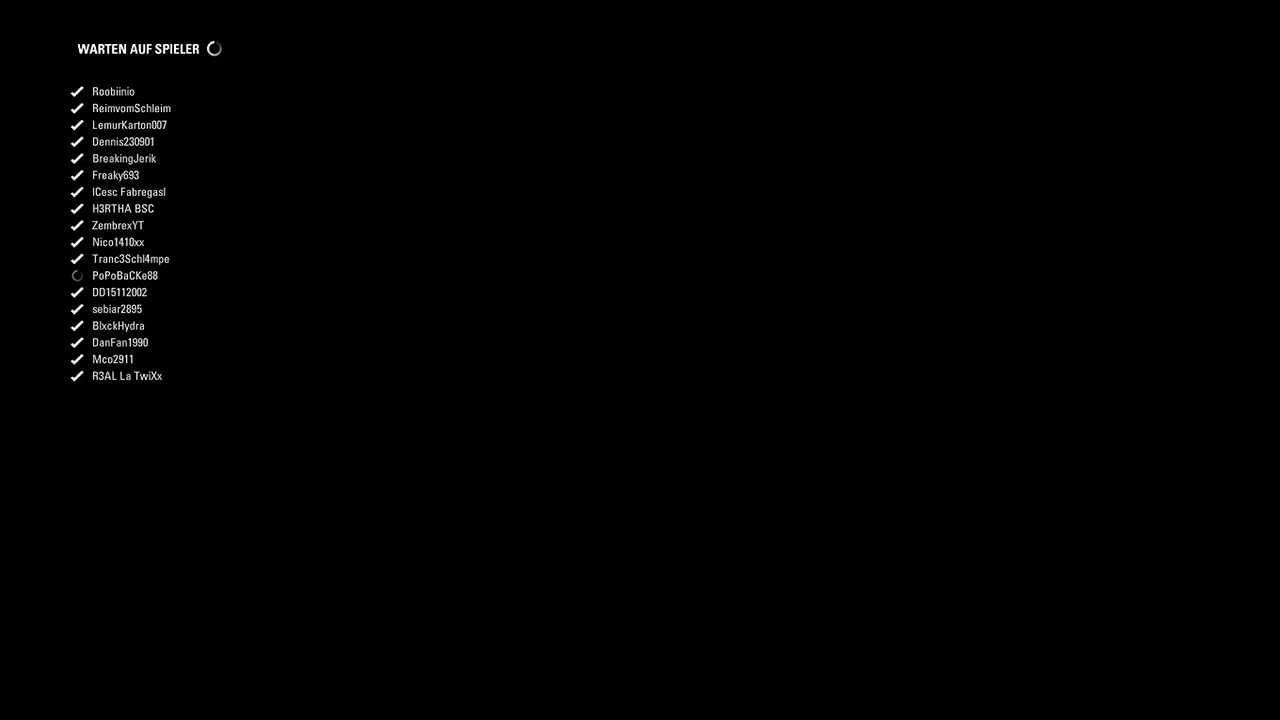 WARTEN AUF SPIELER
Roobiinio
ReimvomSchleim
LemurKarton007
Dennis230901
BreakingJerik
Freaky693
ICesc Fabregasl
H3RTHA BSC
ZembrexYT
Nico1410xx
Tranc3Schl4mpe
PoPoBaCKe88
DD15112002
sebiar2895
BlxckHydra
DanFan1990
Mco2911
R3AL La TwiXx